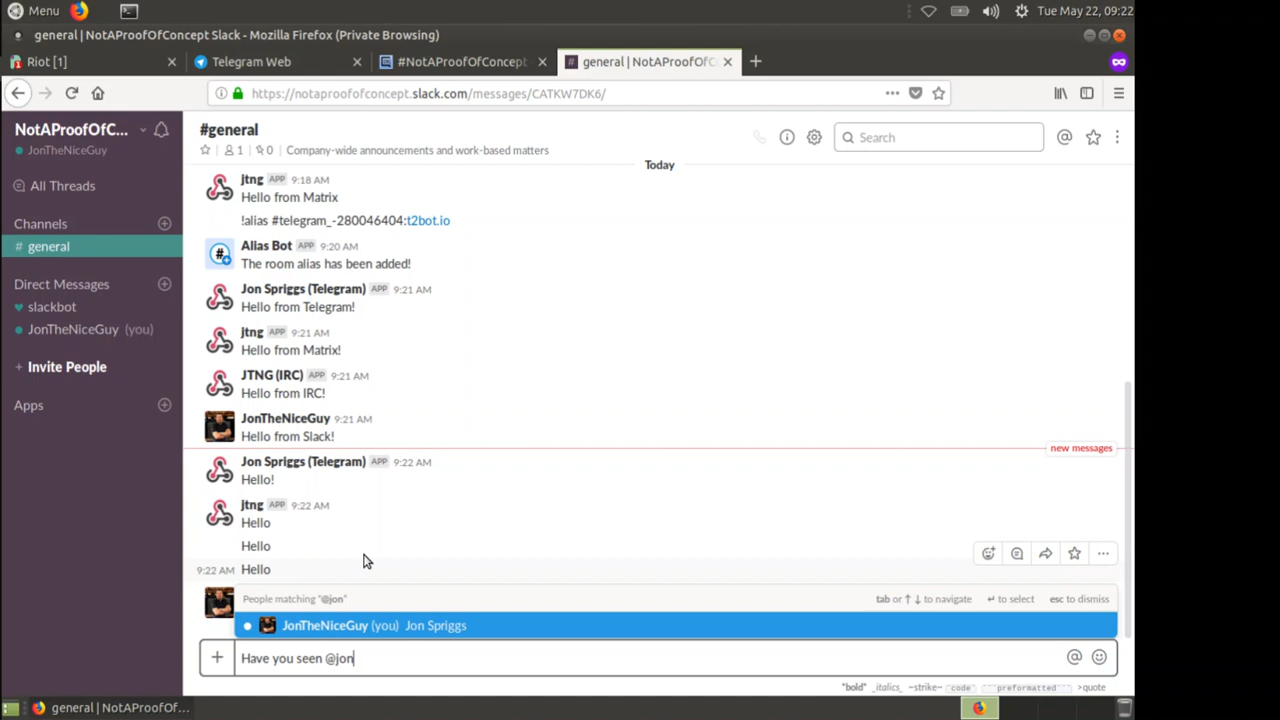 Menu
Tue May 22, 09:22
general | NotAProofOfConcept Slack - Mozilla Firefox (Private Browsing)
Riot [1]
Telegram Web
#NotAProofOfConcept
general | NotAProofOfCo
https://notaproofofconcept.slack.com/messages/CATKW7DK6/
NotAProofOfC...
JonTheNiceGuy
All Threads
Channels
# general
Direct Messages
slackbot
JonTheNiceGuy (you)
+ Invite People
Apps
#general
1
0
Company-wide announcements and work-based matters
Search
Today
jtng APP 9:18 AM
Hello from Matrix
!alias #telegram_-280046404:t2bot.io
Alias Bot APP 9:20 AM
The room alias has been added!
Jon Spriggs (Telegram) APP 9:21 AM
Hello from Telegram!
jtng APP 9:21 AM
Hello from Matrix!
JTNG (IRC) APP 9:21 AM
Hello from IRC!
JonTheNiceGuy 9:21 AM
Hello from Slack!
new messages
Jon Spriggs (Telegram) APP 9:22 AM
Hello!
jtng APP 9:22 AM
Hello
Hello
9:22 AM Hello
People matching "@jon"
tab or ↑ ↓ to navigate ↵ to select esc to dismiss
JonTheNiceGuy (you) Jon Spriggs
Have you seen @jon
*bold* _italics_ ~strike~ `code` ```preformatted``` >quote
general | NotAProofOf...